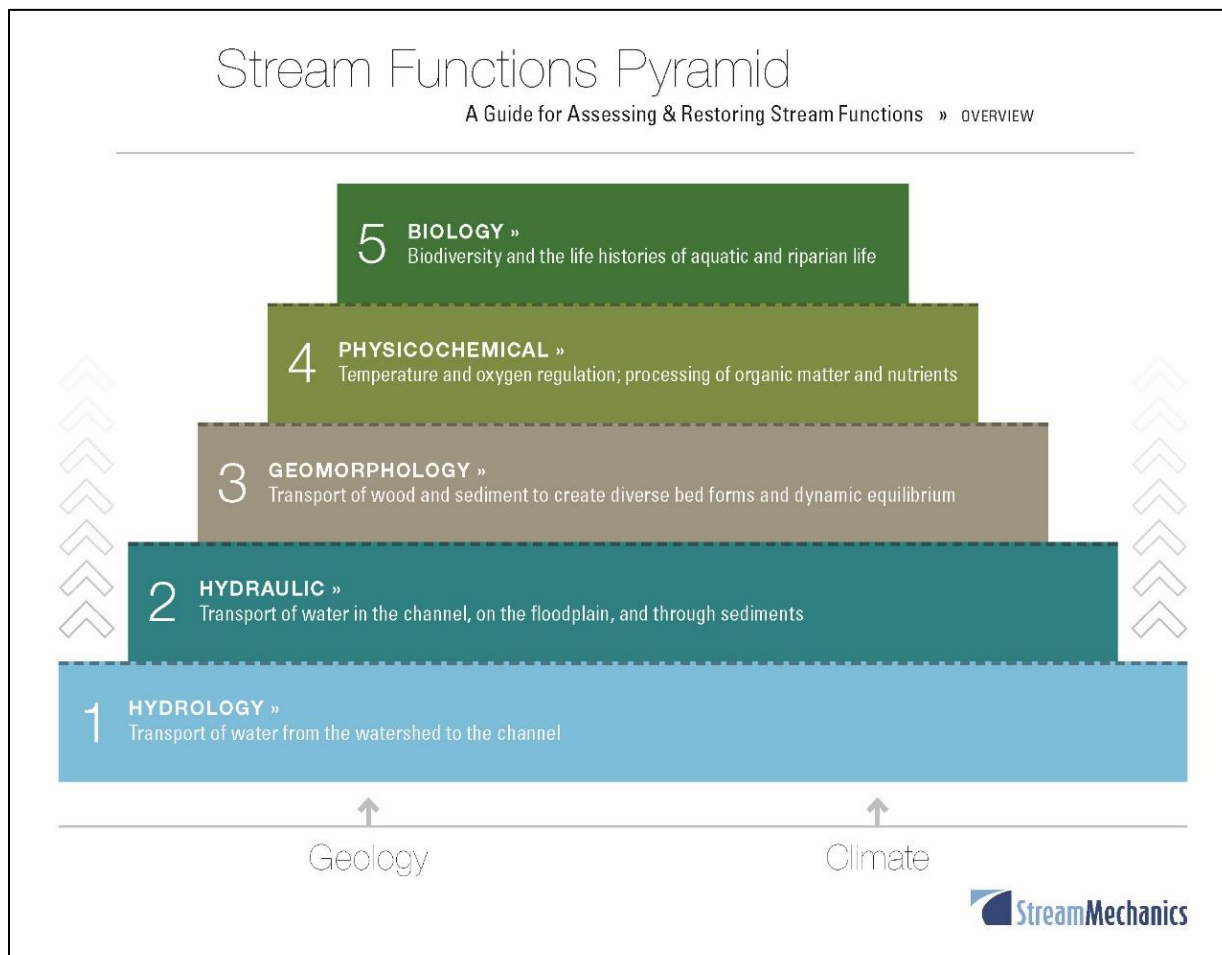 Stream Functions Pyramid
A Guide for Assessing & Restoring Stream Functions » OVERVIEW
5
BIOLOGY »
Biodiversity and the life histories of aquatic and riparian life
4
PHYSICOCHEMICAL »
Temperature and oxygen regulation; processing of organic matter and nutrients
3
GEOMORPHOLOGY »
Transport of wood and sediment to create diverse bed forms and dynamic equilibrium
2
HYDRAULIC »
Transport of water in the channel, on the floodplain, and through sediments
1
HYDROLOGY »
Transport of water from the watershed to the channel
Geology
Climate
StreamMechanics